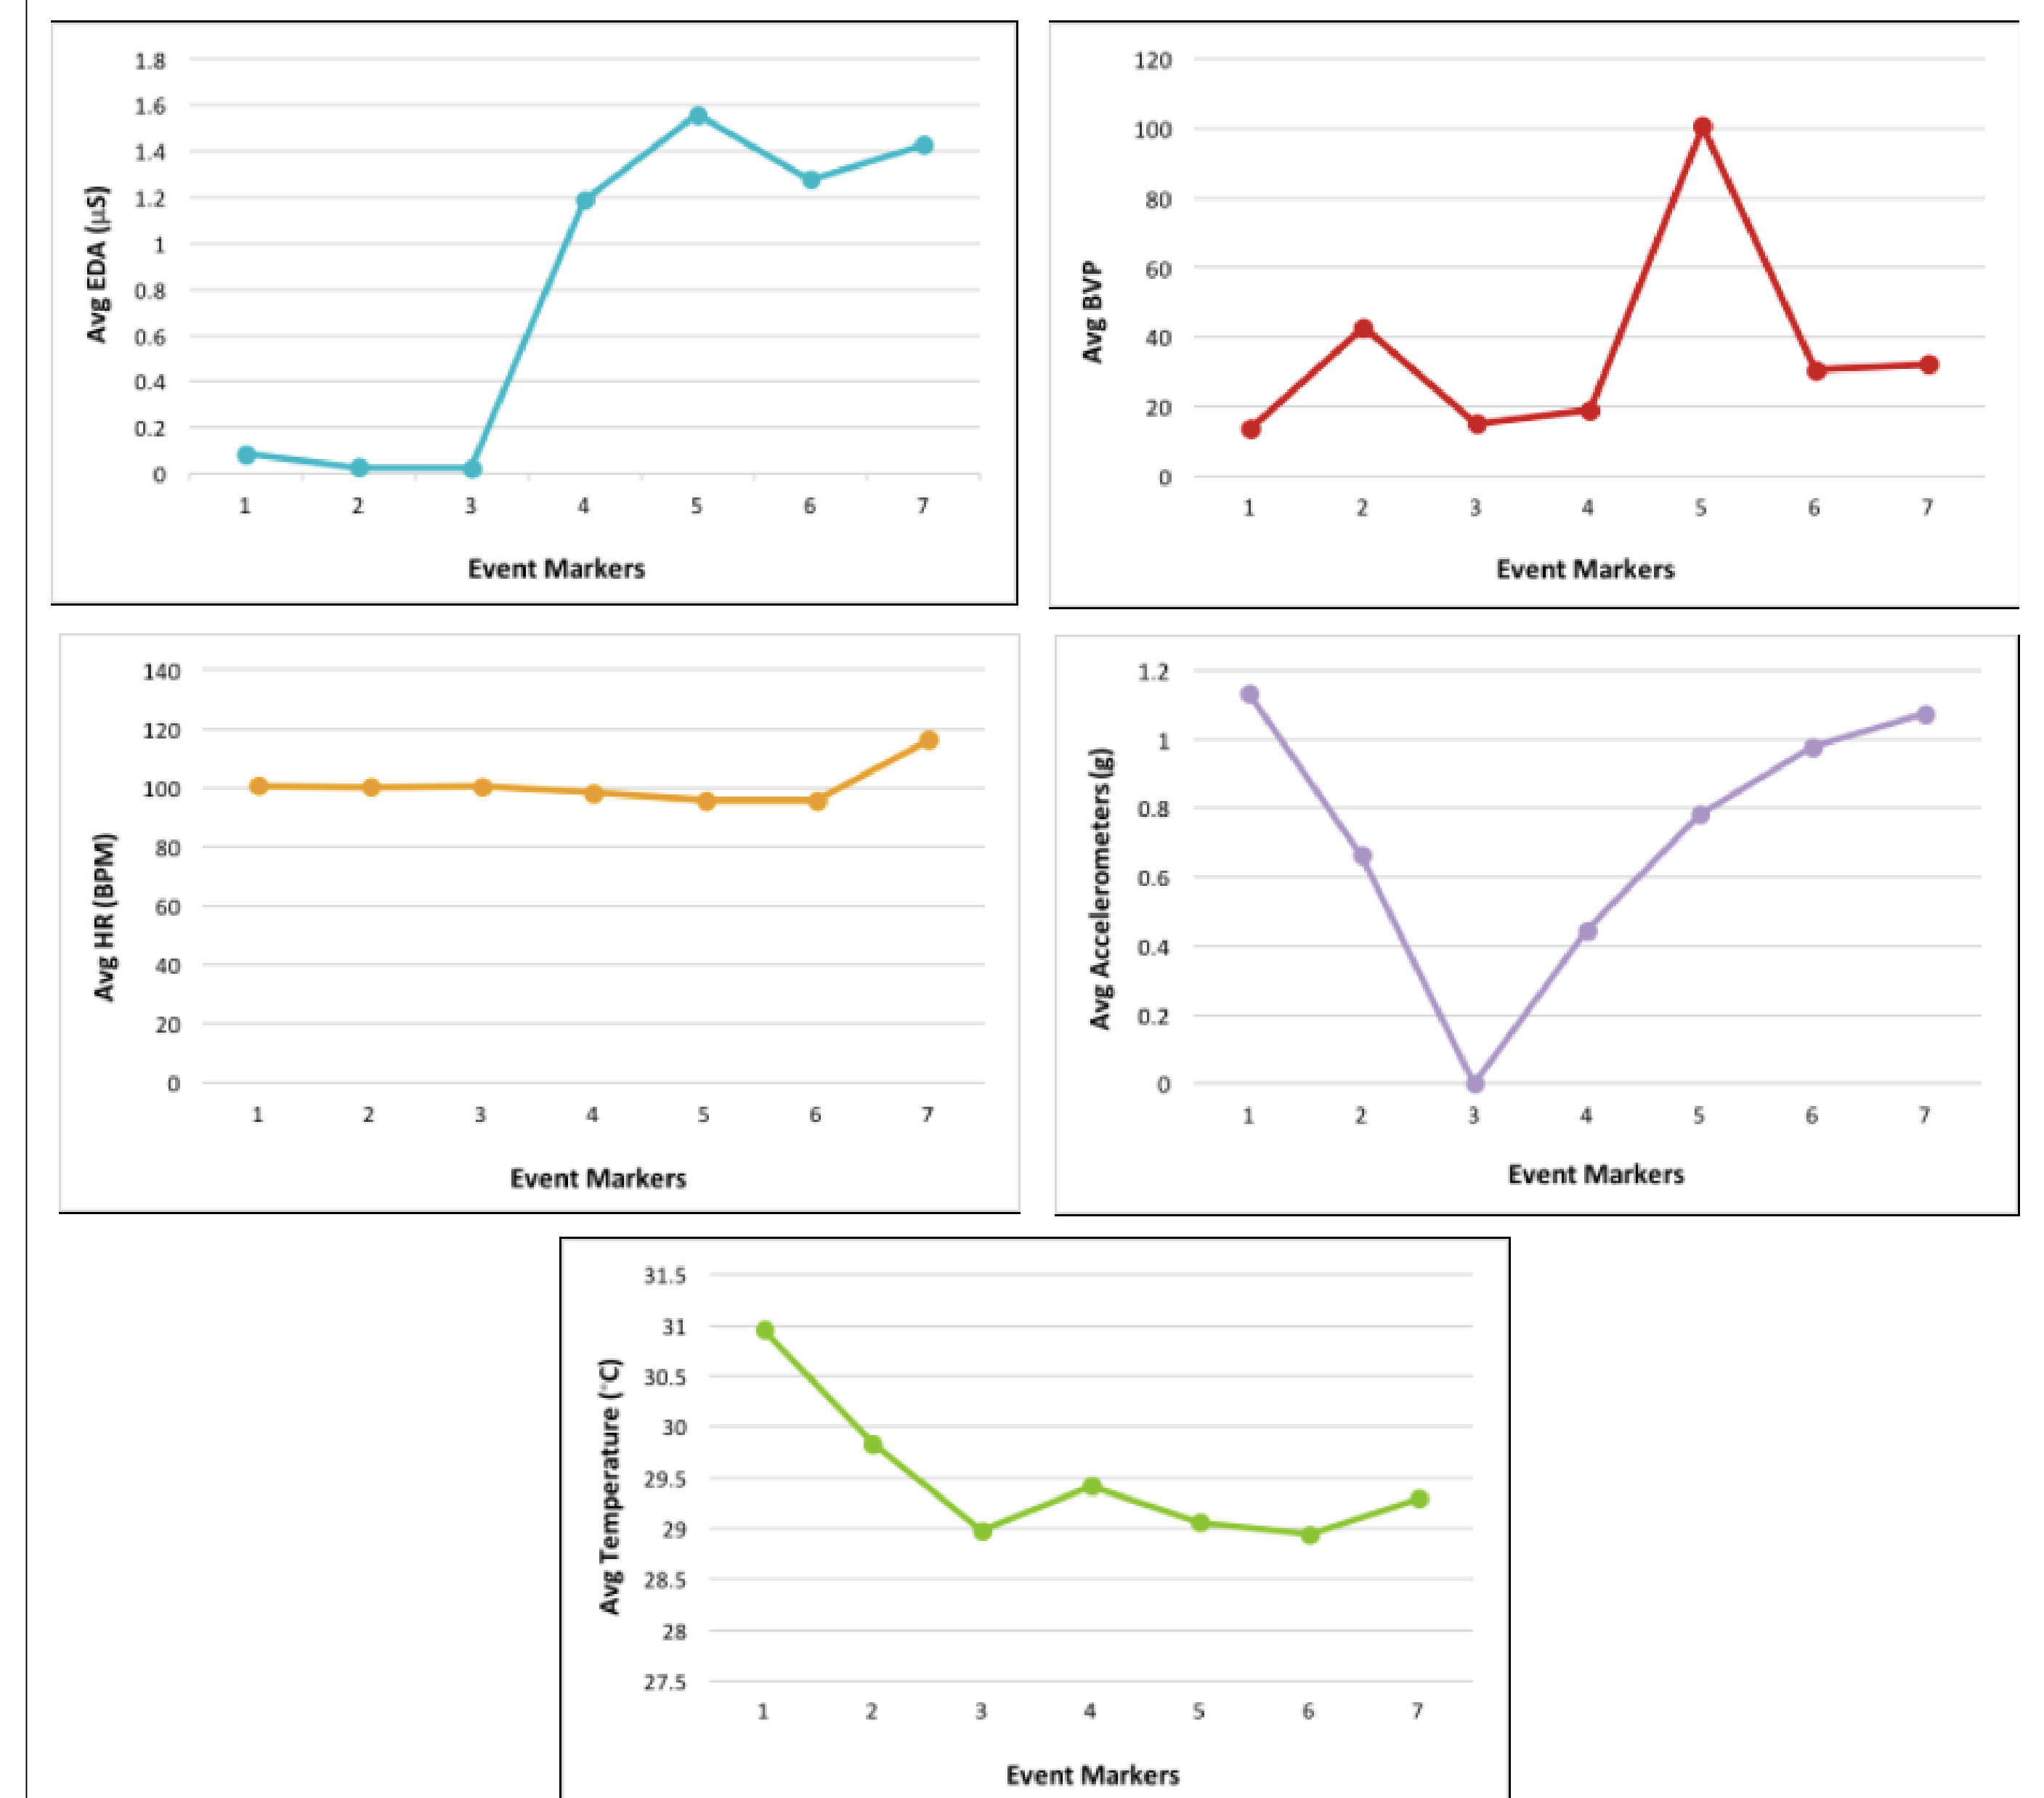 1.8
1.6
1.4
1.2
1
0.8
0.6
0.4
0.2
0
Avg EDA (µS)
1 2 3 4 5 6 7
Event Markers
120
100
80
60
40
20
0
Avg BVP
1 2 3 4 5 6 7
Event Markers
140
120
100
80
60
40
20
0
Avg HR (BPM)
1 2 3 4 5 6 7
Event Markers
1.2
1
0.8
0.6
0.4
0.2
0
Avg Accelerometers (g)
1 2 3 4 5 6 7
Event Markers
31.5
31
30.5
30
29.5
29
28.5
28
27.5
Avg Temperature (°C)
1 2 3 4 5 6 7
Event Markers